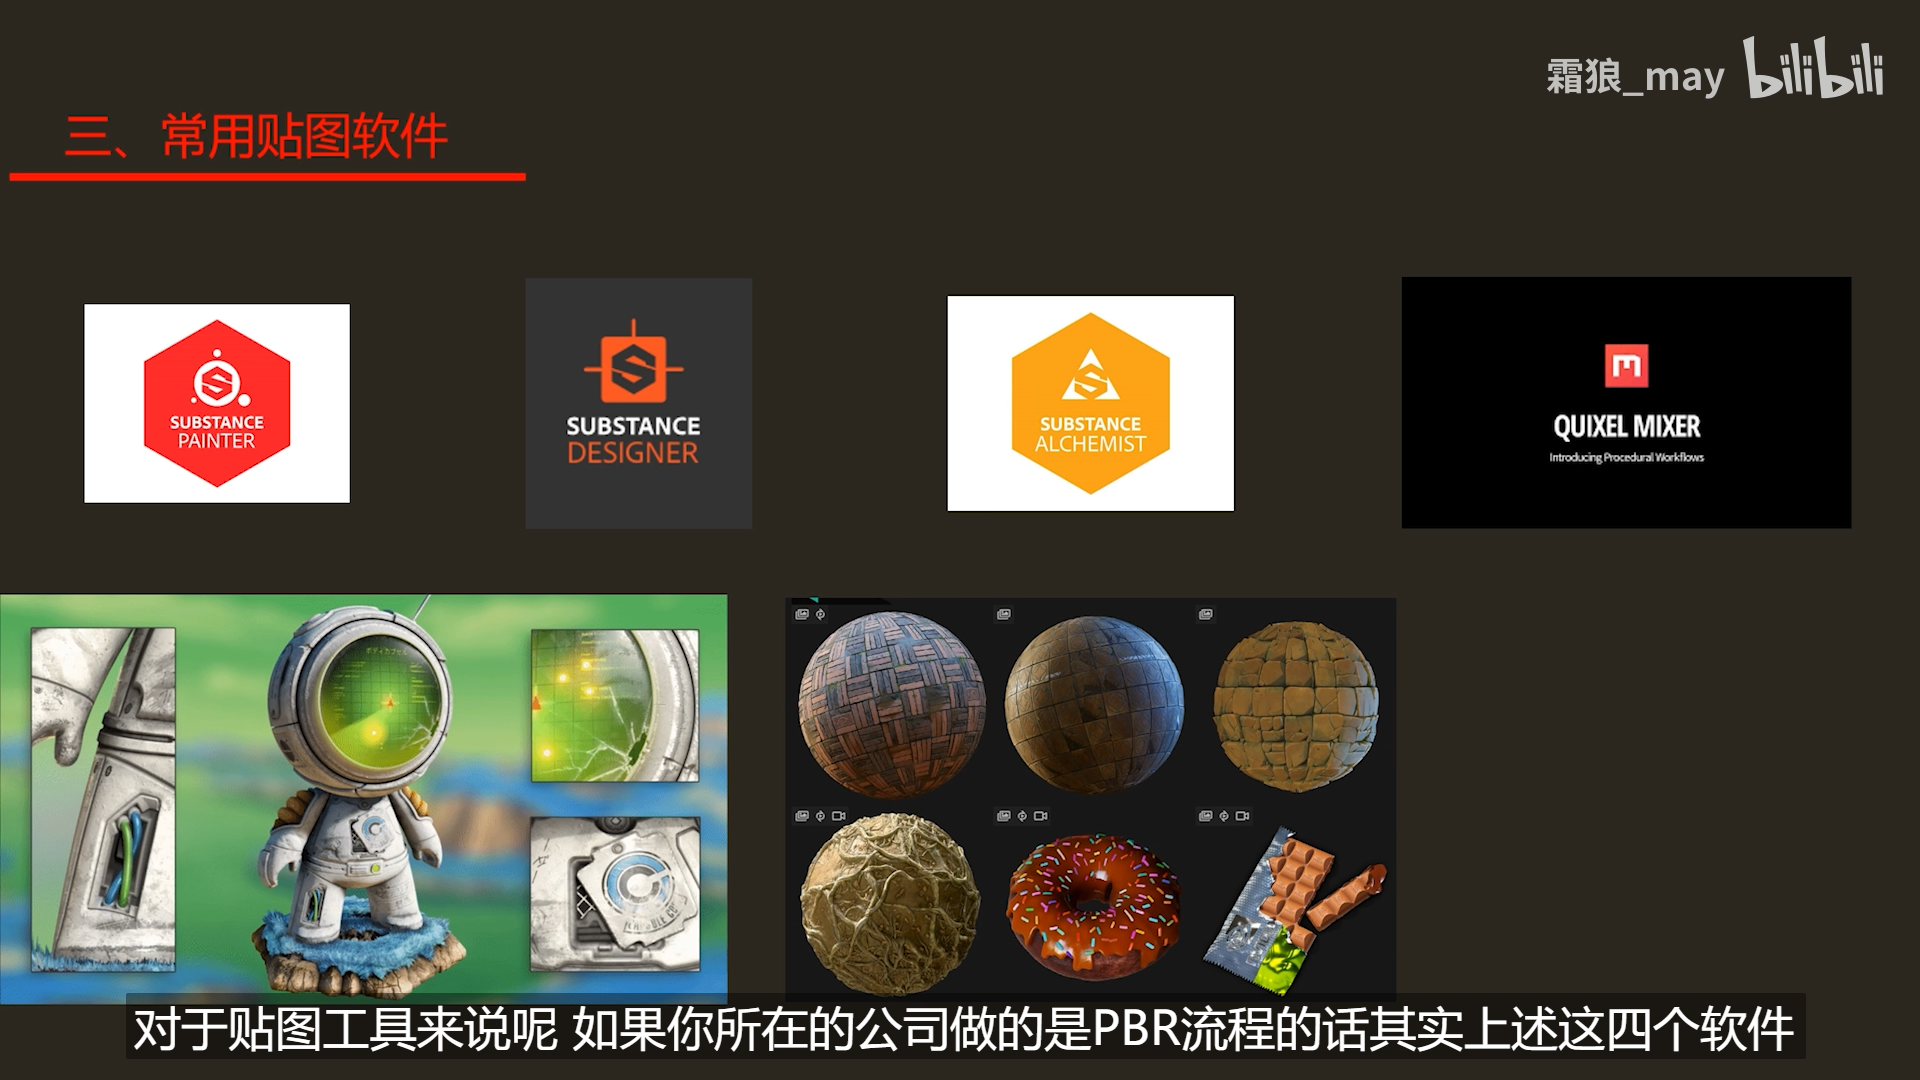 霜狼_may bilibili
三、常用贴图软件
SUBSTANCE
PAINTER
SUBSTANCE
DESIGNER
SUBSTANCE
ALCHEMIST
QUIXEL MIXER
Introducing Procedural Workflows
对于贴图工具来说呢 如果你所在的公司做的是PBR流程的话其实上述这四个软件